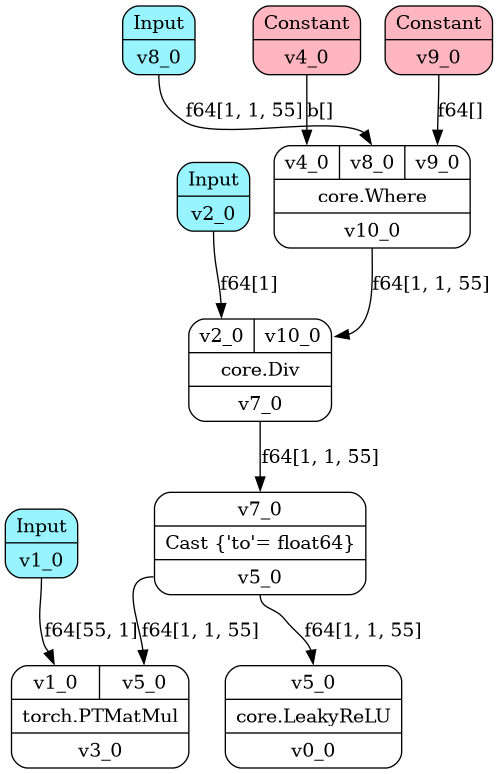 Input
v8_0
Constant
v4_0
Constant
v9_0
f64[1, 1, 55]
b[]
f64[]
v4_0
v8_0
v9_0
core.Where
v10_0
Input
v2_0
f64[1]
f64[1, 1, 55]
v2_0
v10_0
core.Div
v7_0
f64[1, 1, 55]
v7_0
Cast {'to'= float64}
v5_0
Input
v1_0
f64[55, 1]
f64[1, 1, 55]
f64[1, 1, 55]
v1_0
v5_0
torch.PTMatMul
v3_0
v5_0
core.LeakyReLU
v0_0